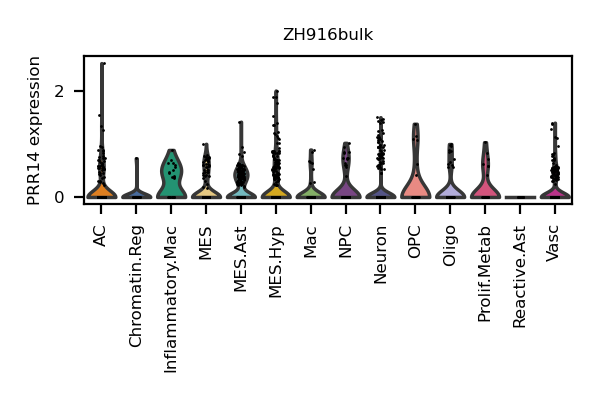 ZH916bulk
PRR14 expression
2
0
AC
Chromatin.Reg
Inflammatory.Mac
MES
MES.Ast
MES.Hyp
Mac
NPC
Neuron
OPC
Oligo
Prolif.Metab
Reactive.Ast
Vasc